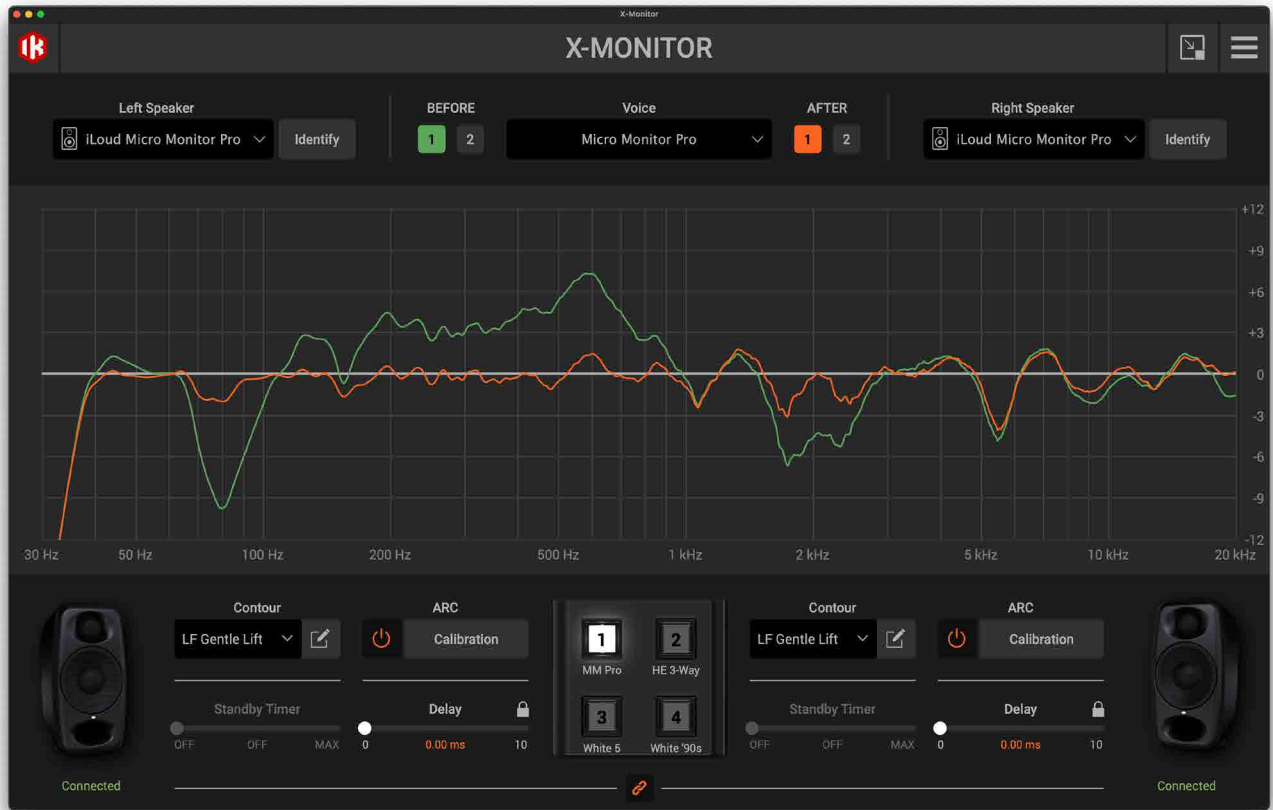 X-Monitor
IK
X-MONITOR
Left Speaker
iLoud Micro Monitor Pro
Identify
BEFORE
1
2
Voice
Micro Monitor Pro
AFTER
1
2
Right Speaker
iLoud Micro Monitor Pro
Identify
+12
+9
+6
+3
0
-3
-6
-9
-12
30 Hz 50 Hz 100 Hz 200 Hz 500 Hz 1 kHz 2 kHz 5 kHz 10 kHz 20 kHz
Contour
LF Gentle Lift
ARC
Calibration
Standby Timer
OFF OFF MAX
Delay
0 0.00 ms 10
Connected
1
MM Pro
2
HE 3-Way
3
White 5
4
White '90s
Contour
LF Gentle Lift
ARC
Calibration
Standby Timer
OFF OFF MAX
Delay
0 0.00 ms 10
Connected